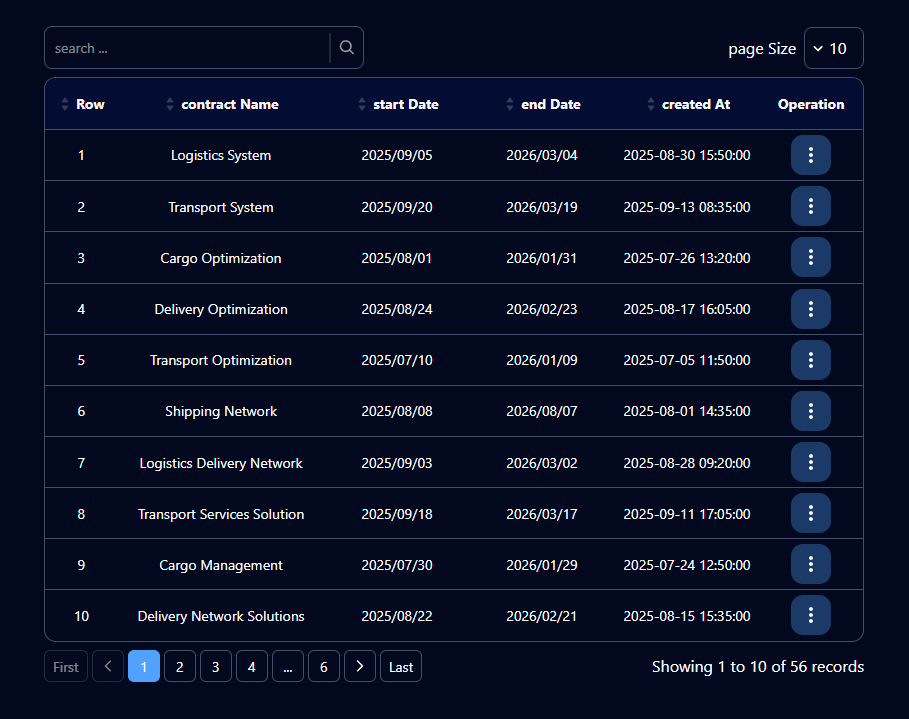 search ... page Size 10
Row contract Name start Date end Date created At Operation
1 Logistics System 2025/09/05 2026/03/04 2025-08-30 15:50:00
2 Transport System 2025/09/20 2026/03/19 2025-09-13 08:35:00
3 Cargo Optimization 2025/08/01 2026/01/31 2025-07-26 13:20:00
4 Delivery Optimization 2025/08/24 2026/02/23 2025-08-17 16:05:00
5 Transport Optimization 2025/07/10 2026/01/09 2025-07-05 11:50:00
6 Shipping Network 2025/08/08 2026/08/07 2025-08-01 14:35:00
7 Logistics Delivery Network 2025/09/03 2026/03/02 2025-08-28 09:20:00
8 Transport Services Solution 2025/09/18 2026/03/17 2025-09-11 17:05:00
9 Cargo Management 2025/07/30 2026/01/29 2025-07-24 12:50:00
10 Delivery Network Solutions 2025/08/22 2026/02/21 2025-08-15 15:35:00
First 1 2 3 4 ... 6 Last Showing 1 to 10 of 56 records